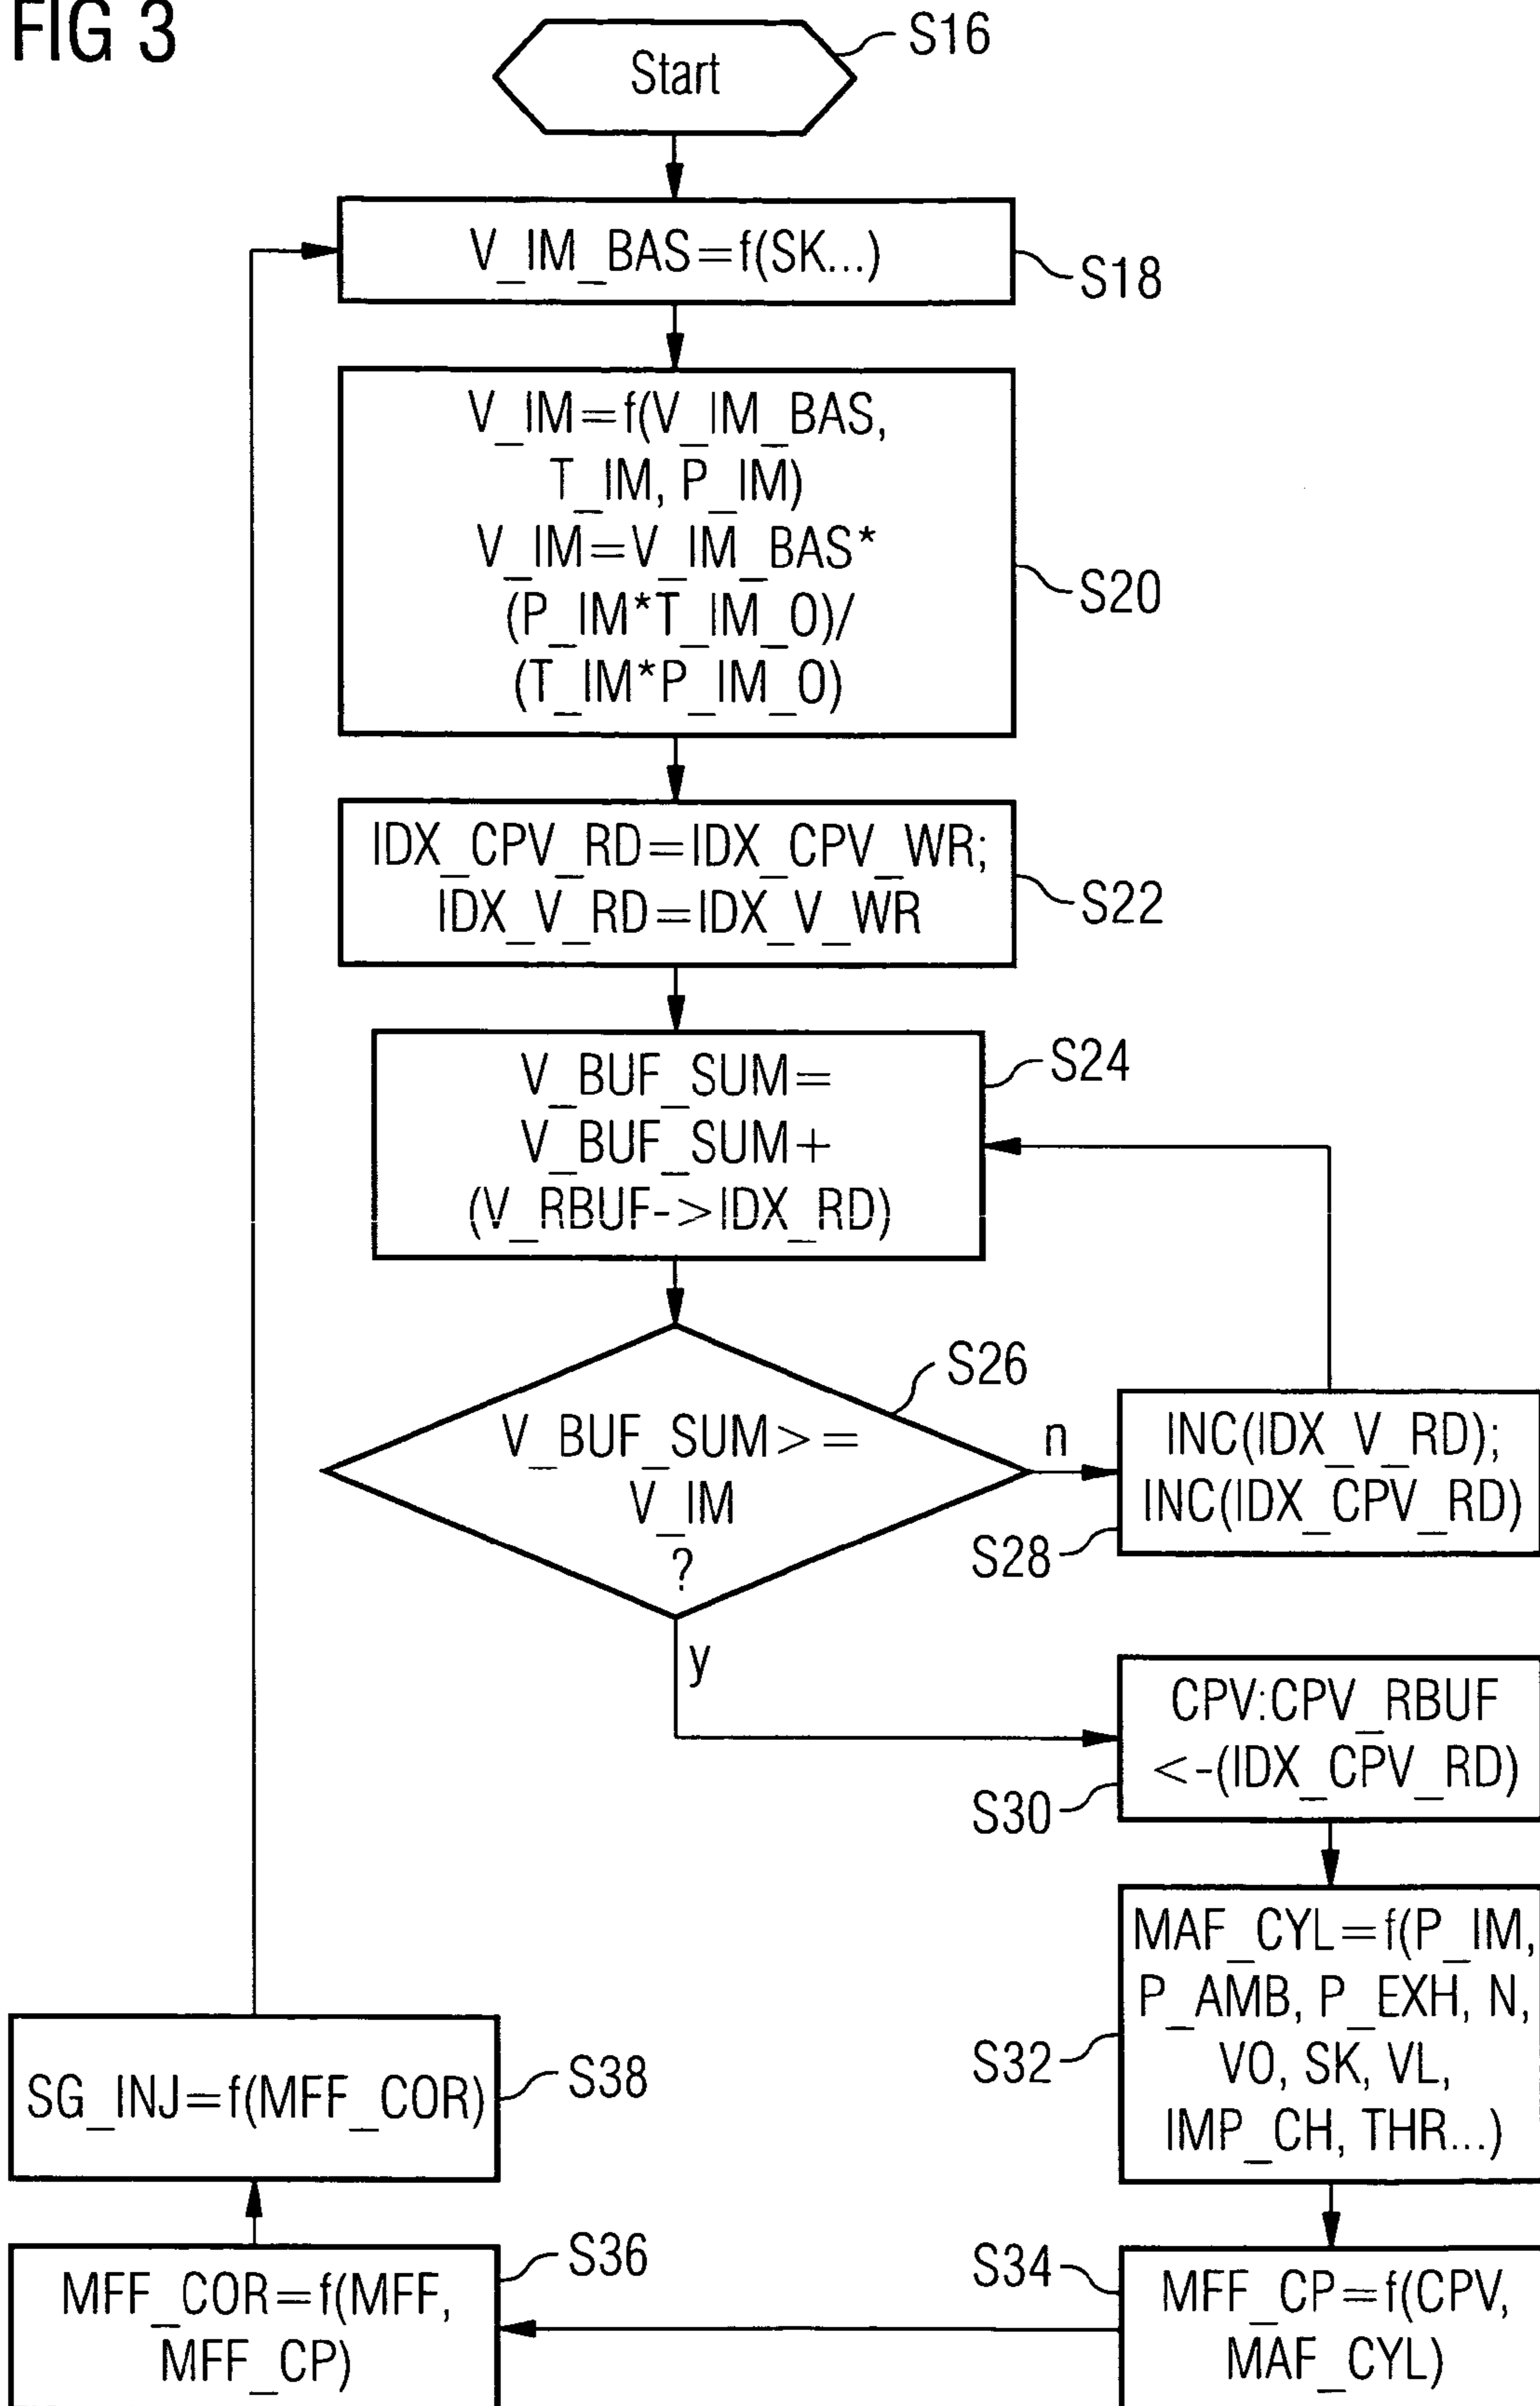 FIG 3
Start
S16
V_IM_BAS=f(SK...)
S18
V_IM=f(V_IM_BAS,
T_IM, P_IM)
V_IM=V_IM_BAS*
(P_IM*T_IM_0)/
(T_IM*P_IM_0)
S20
IDX_CPV_RD=IDX_CPV_WR;
IDX_V_RD=IDX_V_WR
S22
V_BUF_SUM=
V_BUF_SUM+
(V_RBUF->IDX_RD)
S24
V_BUF_SUM>=
V_IM
?
S26
n
y
INC(IDX_V_RD);
INC(IDX_CPV_RD)
S28
CPV:CPV_RBUF
<-(IDX_CPV_RD)
S30
MAF_CYL=f(P_IM,
P_AMB, P_EXH, N,
VO, SK, VL,
IMP_CH, THR...)
S32
MFF_CP=f(CPV,
MAF_CYL)
S34
MFF_COR=f(MFF,
MFF_CP)
S36
SG_INJ=f(MFF_COR)
S38